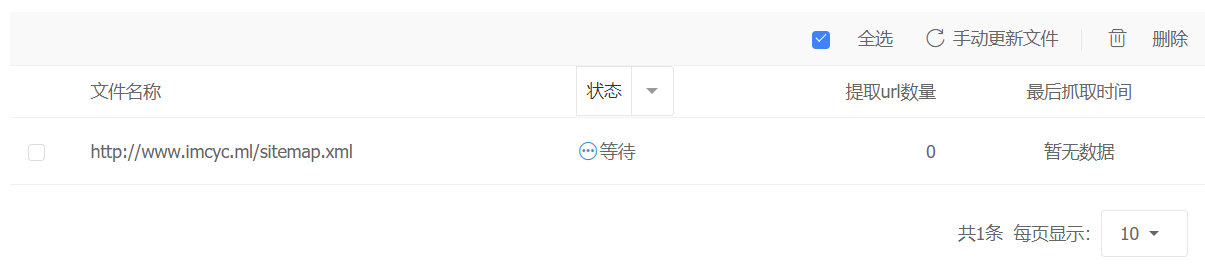 全选 手动更新文件 删除
文件名称 状态 提取url数量 最后抓取时间
http://www.imcyc.ml/sitemap.xml 等待 0 暂无数据
共1条 每页显示: 10